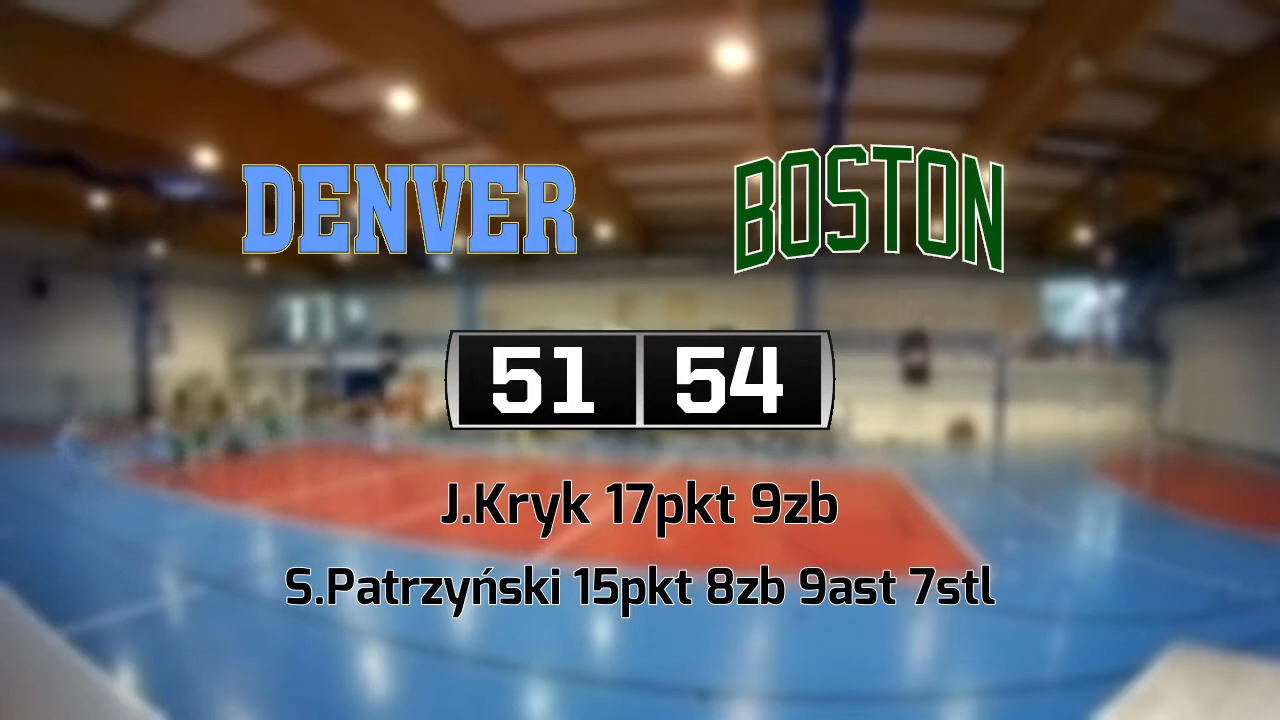 DENVER BOSTON
51 54
J.Kryk 17pkt 9zb
S.Patrzyński 15pkt 8zb 9ast 7stl